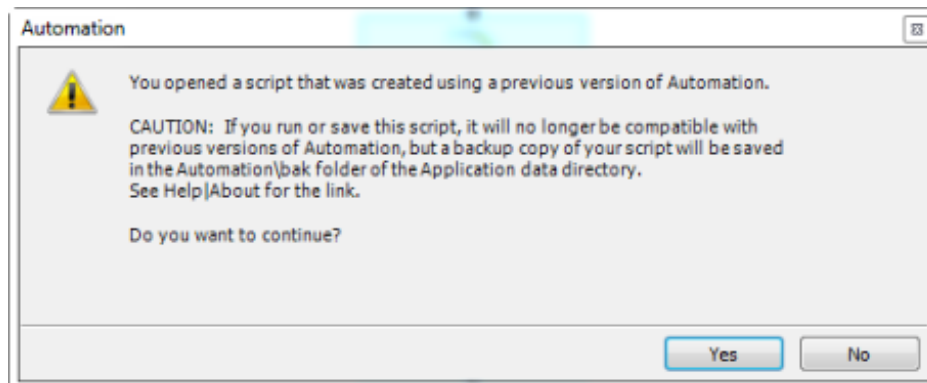 Automation
You opened a script that was created using a previous version of Automation.
CAUTION:  If you run or save this script, it will no longer be compatible with
previous versions of Automation, but a backup copy of your script will be saved
in the Automation\bak folder of the Application data directory.
See Help|About for the link.
Do you want to continue?
Yes
No